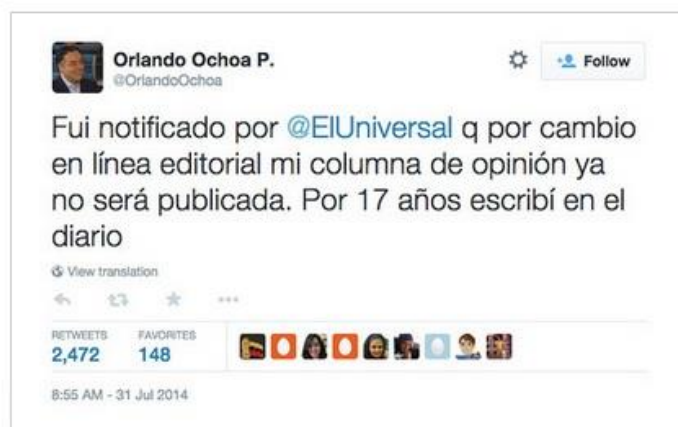 Orlando Ochoa P.
@OrlandoOchoa
Follow
Fui notificado por @ElUniversal q por cambio
en línea editorial mi columna de opinión ya
no será publicada. Por 17 años escribí en el
diario
View translation
RETWEETS
2,472
FAVORITES
148
8:55 AM - 31 Jul 2014